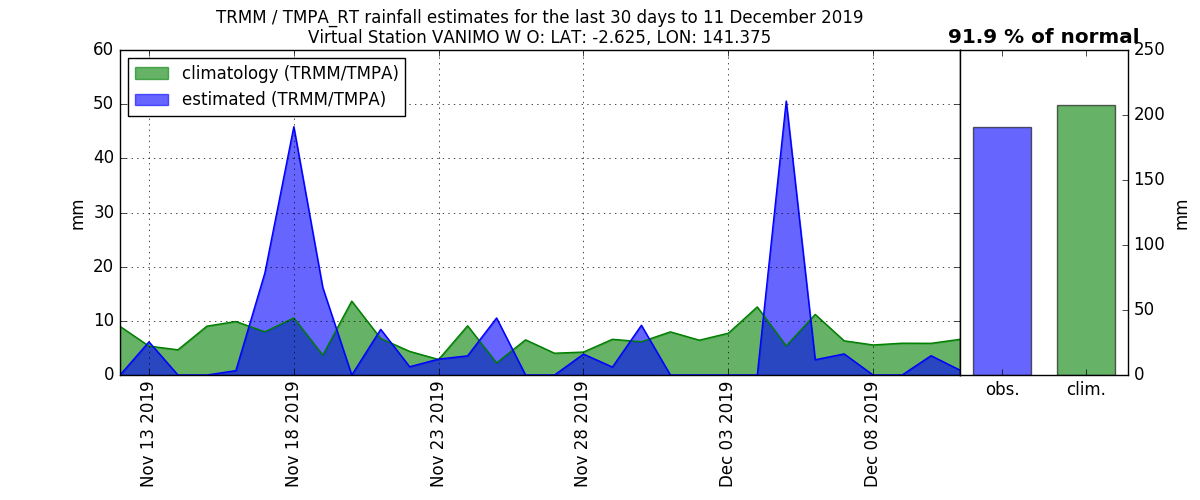 TRMM / TMPA_RT rainfall estimates for the last 30 days to 11 December 2019
Virtual Station VANIMO W O: LAT: -2.625, LON: 141.375
91.9 % of normal
climatology (TRMM/TMPA)
estimated (TRMM/TMPA)
60
50
40
30
20
10
0
mm
Nov 13 2019
Nov 18 2019
Nov 23 2019
Nov 28 2019
Dec 03 2019
Dec 08 2019
250
200
150
100
50
0
mm
obs.
clim.